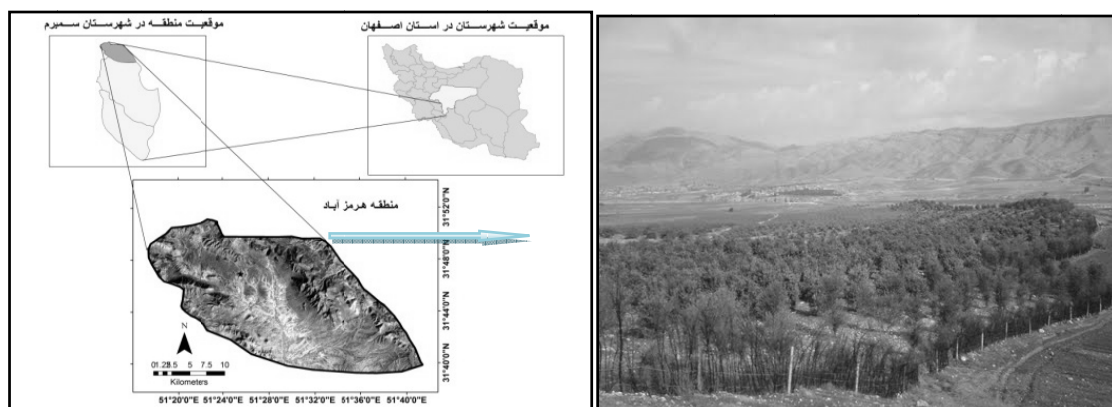 موقعیت شهرستان در استان اصفهان
موقعیت منطقه در شهرستان سمیرم
منطقه هرمز آباد
31°52'0"N
31°48'0"N
31°44'0"N
31°40'0"N
N
0 1.25 2.5 5 7.5 10
Kilometers
51°20'0"E 51°24'0"E 51°28'0"E 51°32'0"E 51°36'0"E 51°40'0"E